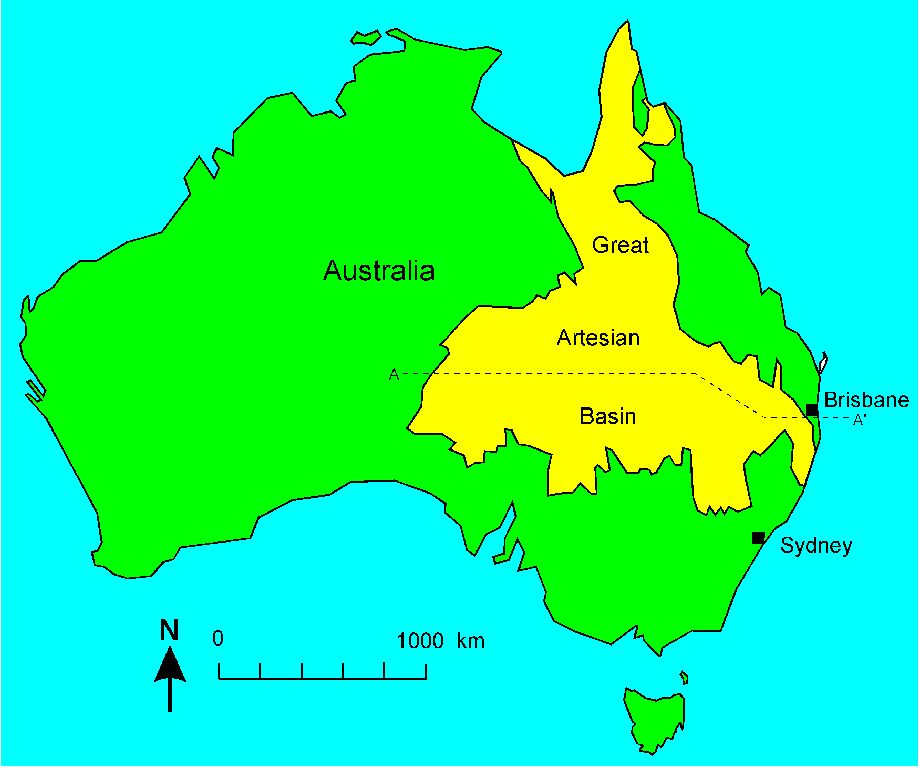 Great
Australia
Artesian
A
Brisbane
Basin
A'
Sydney
N
0
1000 km